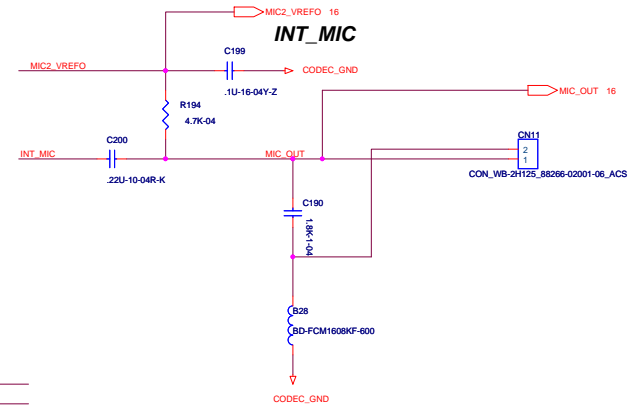 MIC2_VREFO 16
INT_MIC
C199
MIC2_VREFO
CODEC_GND
.1U-16-04Y-Z
MIC_OUT 16
R194
4.7K-04
CN11
C200
INT_MIC
MIC_OUT
2
1
CON_WB-2H125_88266-02001-06_ACS
.22U-10-04R-K
C190
1.8K-1-04
B28
BD-FCM1608KF-600
CODEC_GND